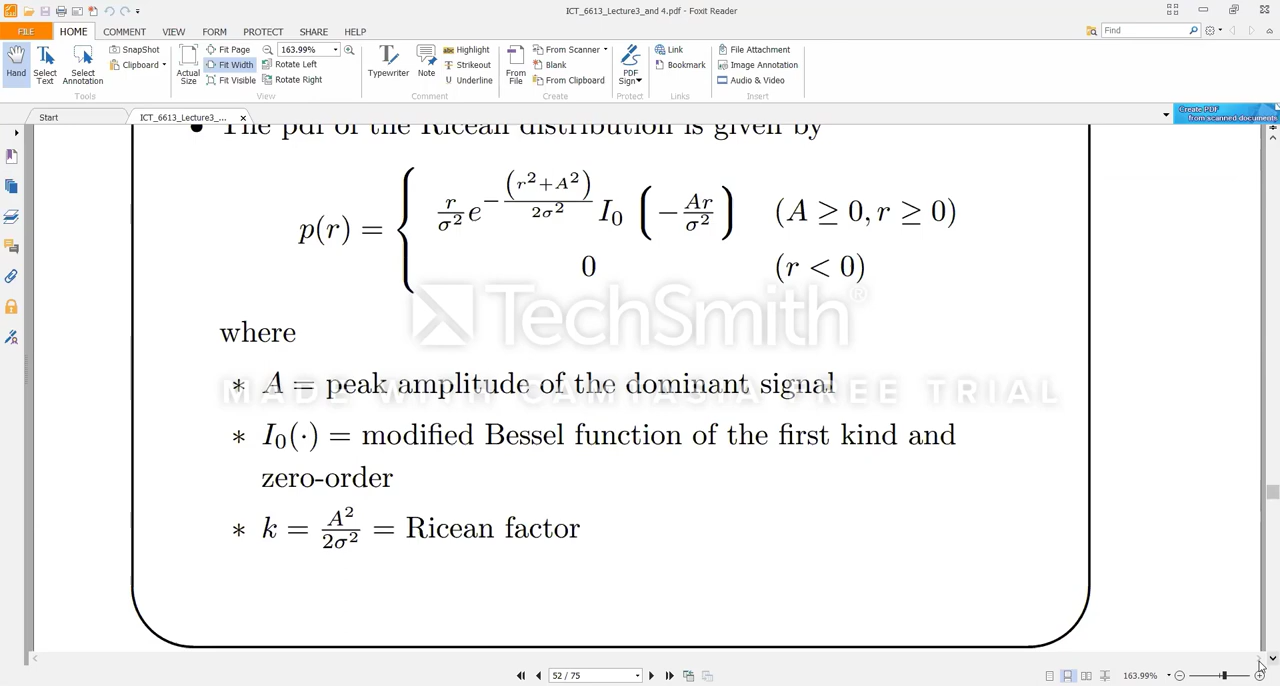 ICT_6613_Lecture3_and 4.pdf - Foxit Reader
FILE HOME COMMENT VIEW FORM PROTECT SHARE HELP
Find
Hand
Select Text
Select Annotation
SnapShot
Clipboard
Tools
Actual Size
Fit Page
Fit Width
Fit Visible
163.99%
Rotate Left
Rotate Right
View
Typewriter
Note
Highlight
Strikeout
Underline
Comment
From File
From Scanner
Blank
From Clipboard
Create
PDF Sign
Protect
Link
Bookmark
Links
File Attachment
Image Annotation
Audio & Video
Insert
Start
ICT_6613_Lecture3_...
Create PDF
from scanned documents
• The pdf of the Ricean distribution is given by
p(r) = { r/σ² e^(−(r²+A²)/2σ²) I₀ (−Ar/σ²) (A ≥ 0, r ≥ 0)
0 (r < 0)
TechSmith®
where
∗ A = peak amplitude of the dominant signal
MADE WITH CAMTASIA FREE TRIAL
∗ I₀(·) = modified Bessel function of the first kind and
zero-order
∗ k = A²/2σ² = Ricean factor
52 / 75
163.99%